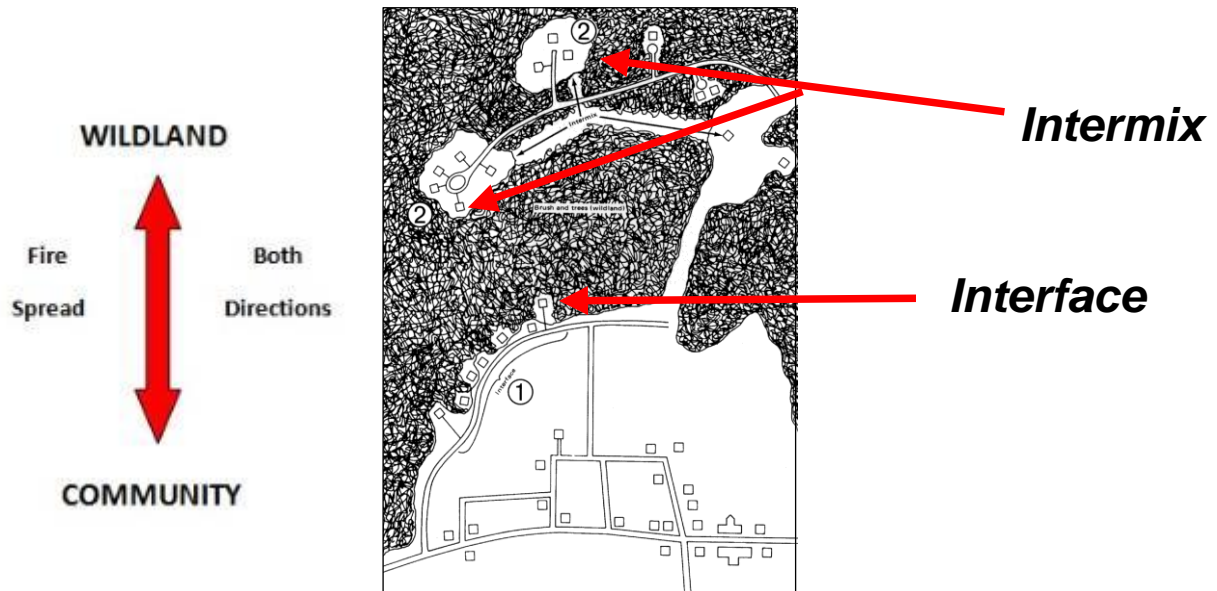 WILDLAND
Fire
Spread
Both
Directions
COMMUNITY
②
Intermix
②
Brush and trees (wildland)
Interface
①
Intermix
Interface